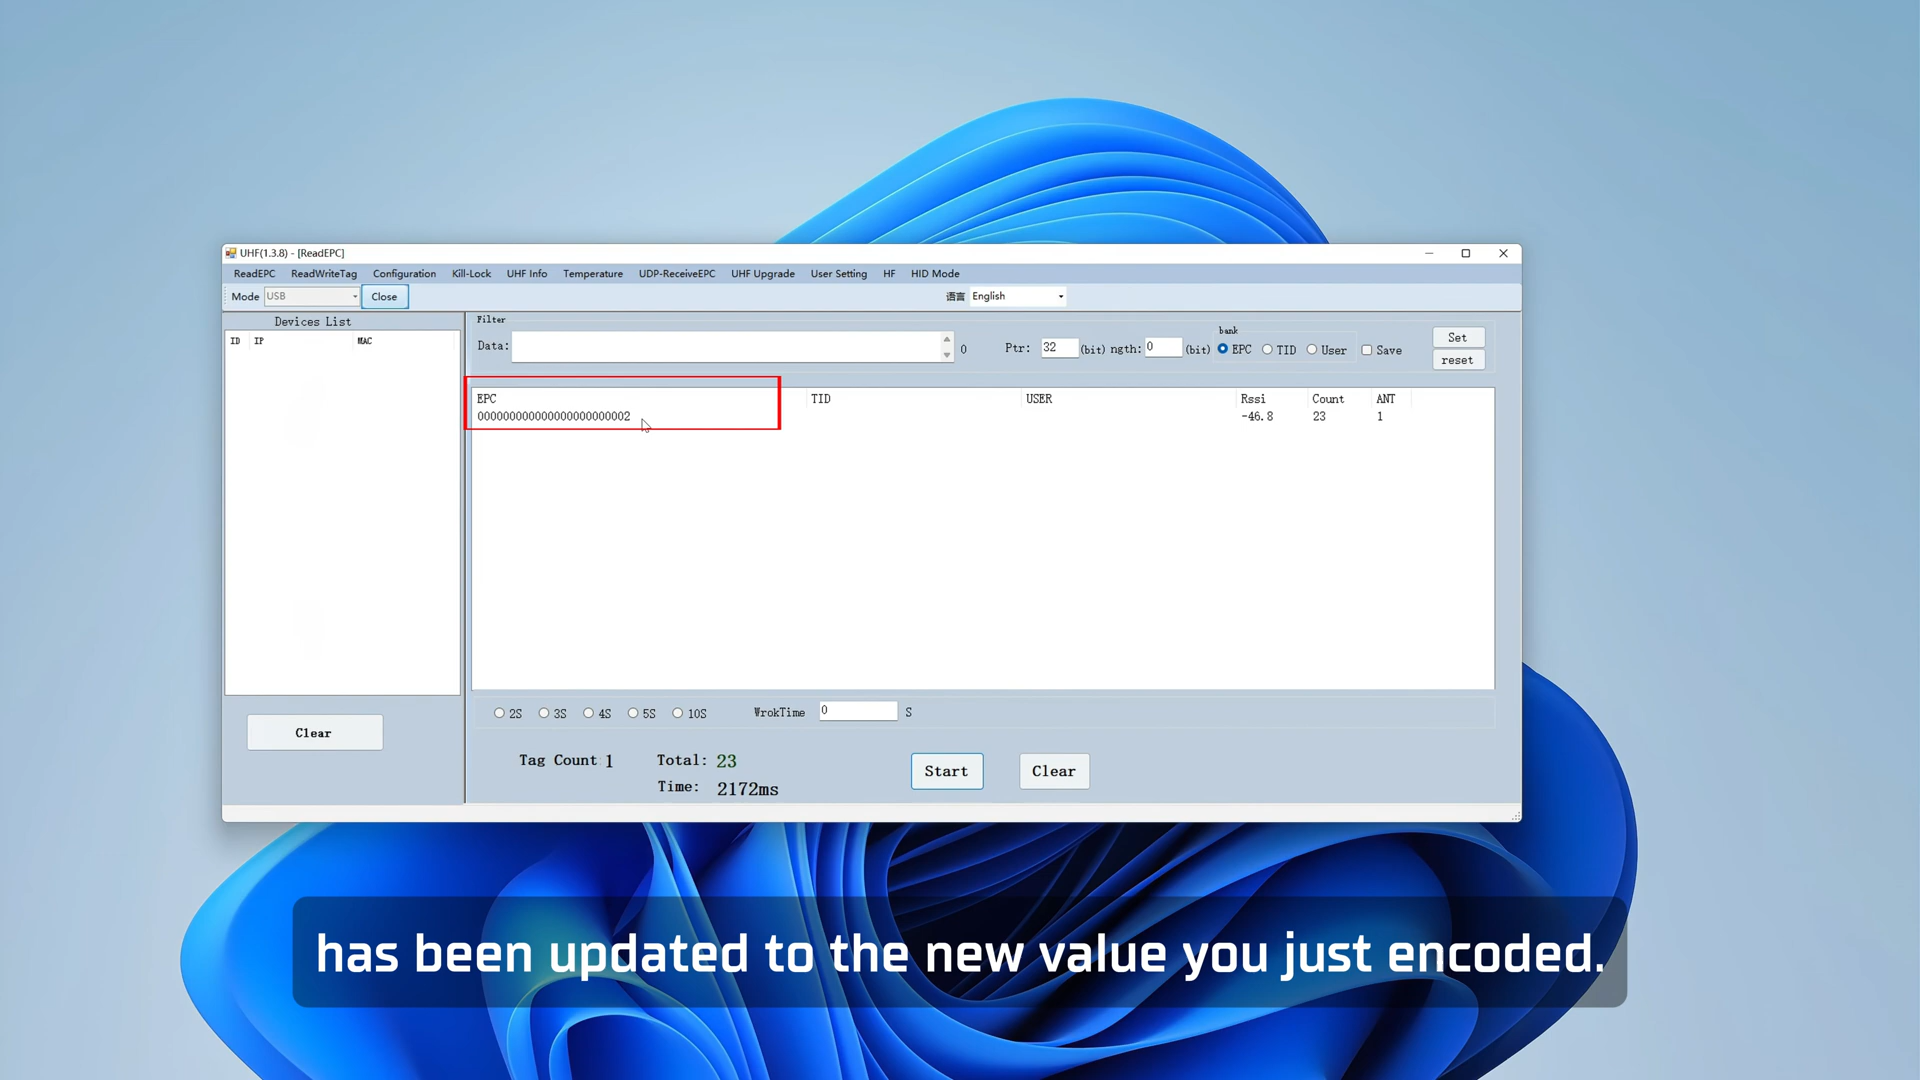 UHF(1.3.8) - [ReadEPC]
ReadEPC ReadWriteTag Configuration Kill-Lock UHF Info Temperature UDP-ReceiveEPC UHF Upgrade User Setting HF HID Mode
Mode USB Close 语言 English
Devices List
ID IP MAC
Filter
Data: 0 Ptr: 32 (bit) ngth: 0 (bit) bank EPC TID User Save Set
reset
EPC TID USER Rssi Count ANT
000000000000000000000002 -46.8 23 1
2S 3S 4S 5S 10S WrokTime 0 S
Clear
Tag Count 1 Total: 23 Start Clear
Time: 2172ms
has been updated to the new value you just encoded.